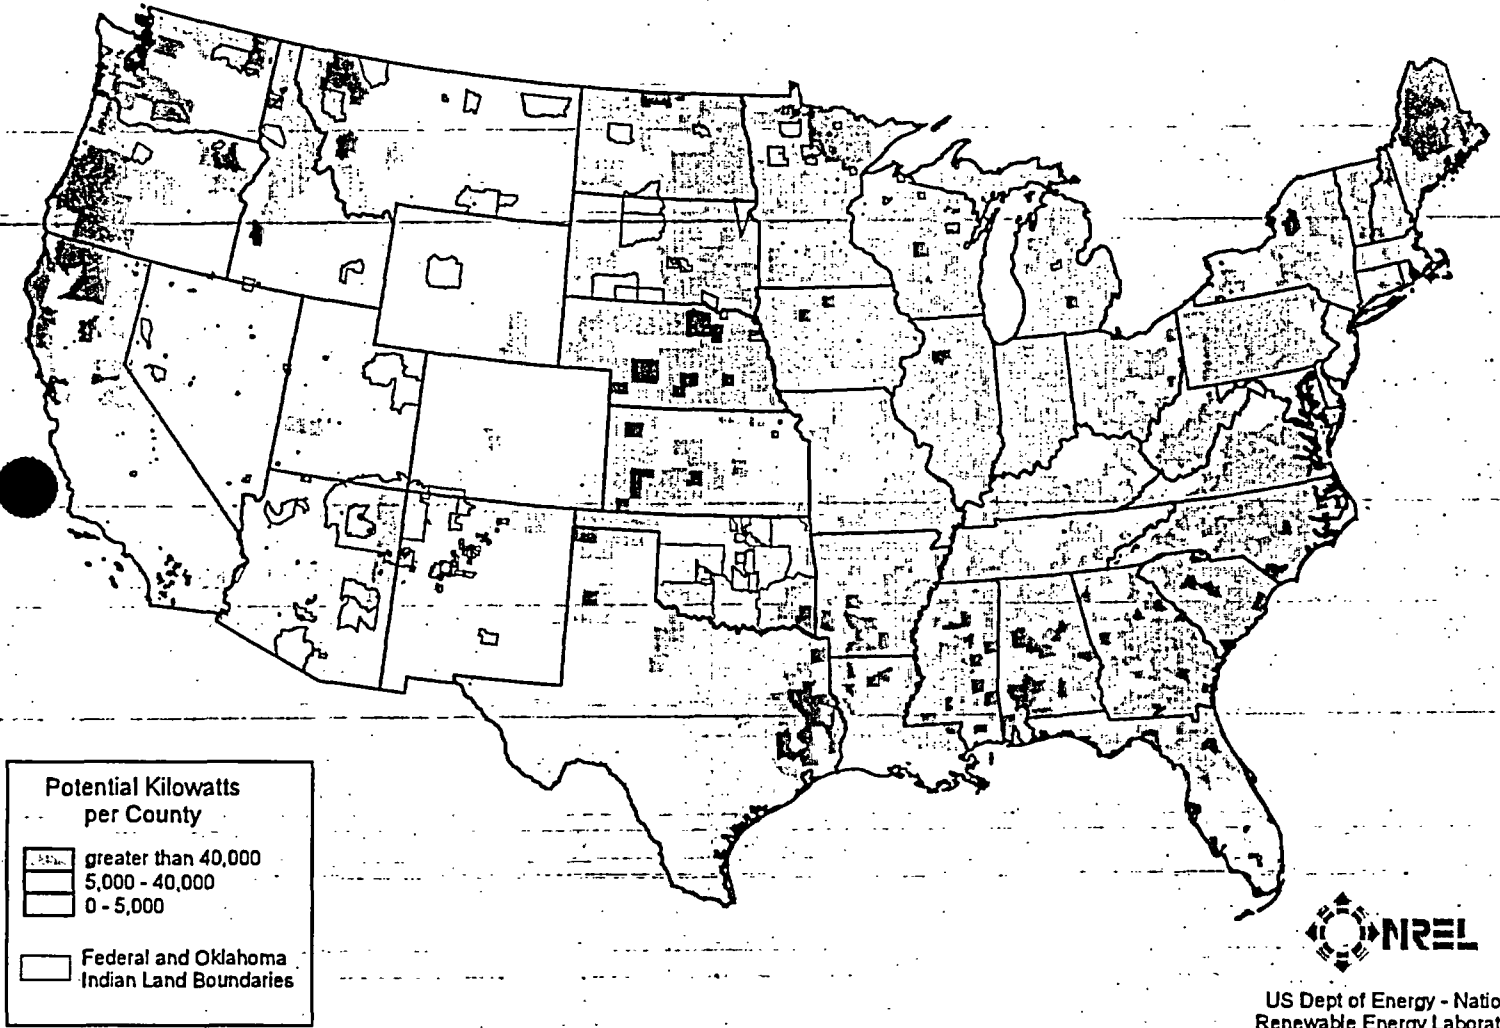 Potential Kilowatts
per County
greater than 40,000
5,000 - 40,000
0 - 5,000
Federal and Oklahoma
Indian Land Boundaries
NREL
US Dept of Energy - Natio
Renewable Energy Laborat